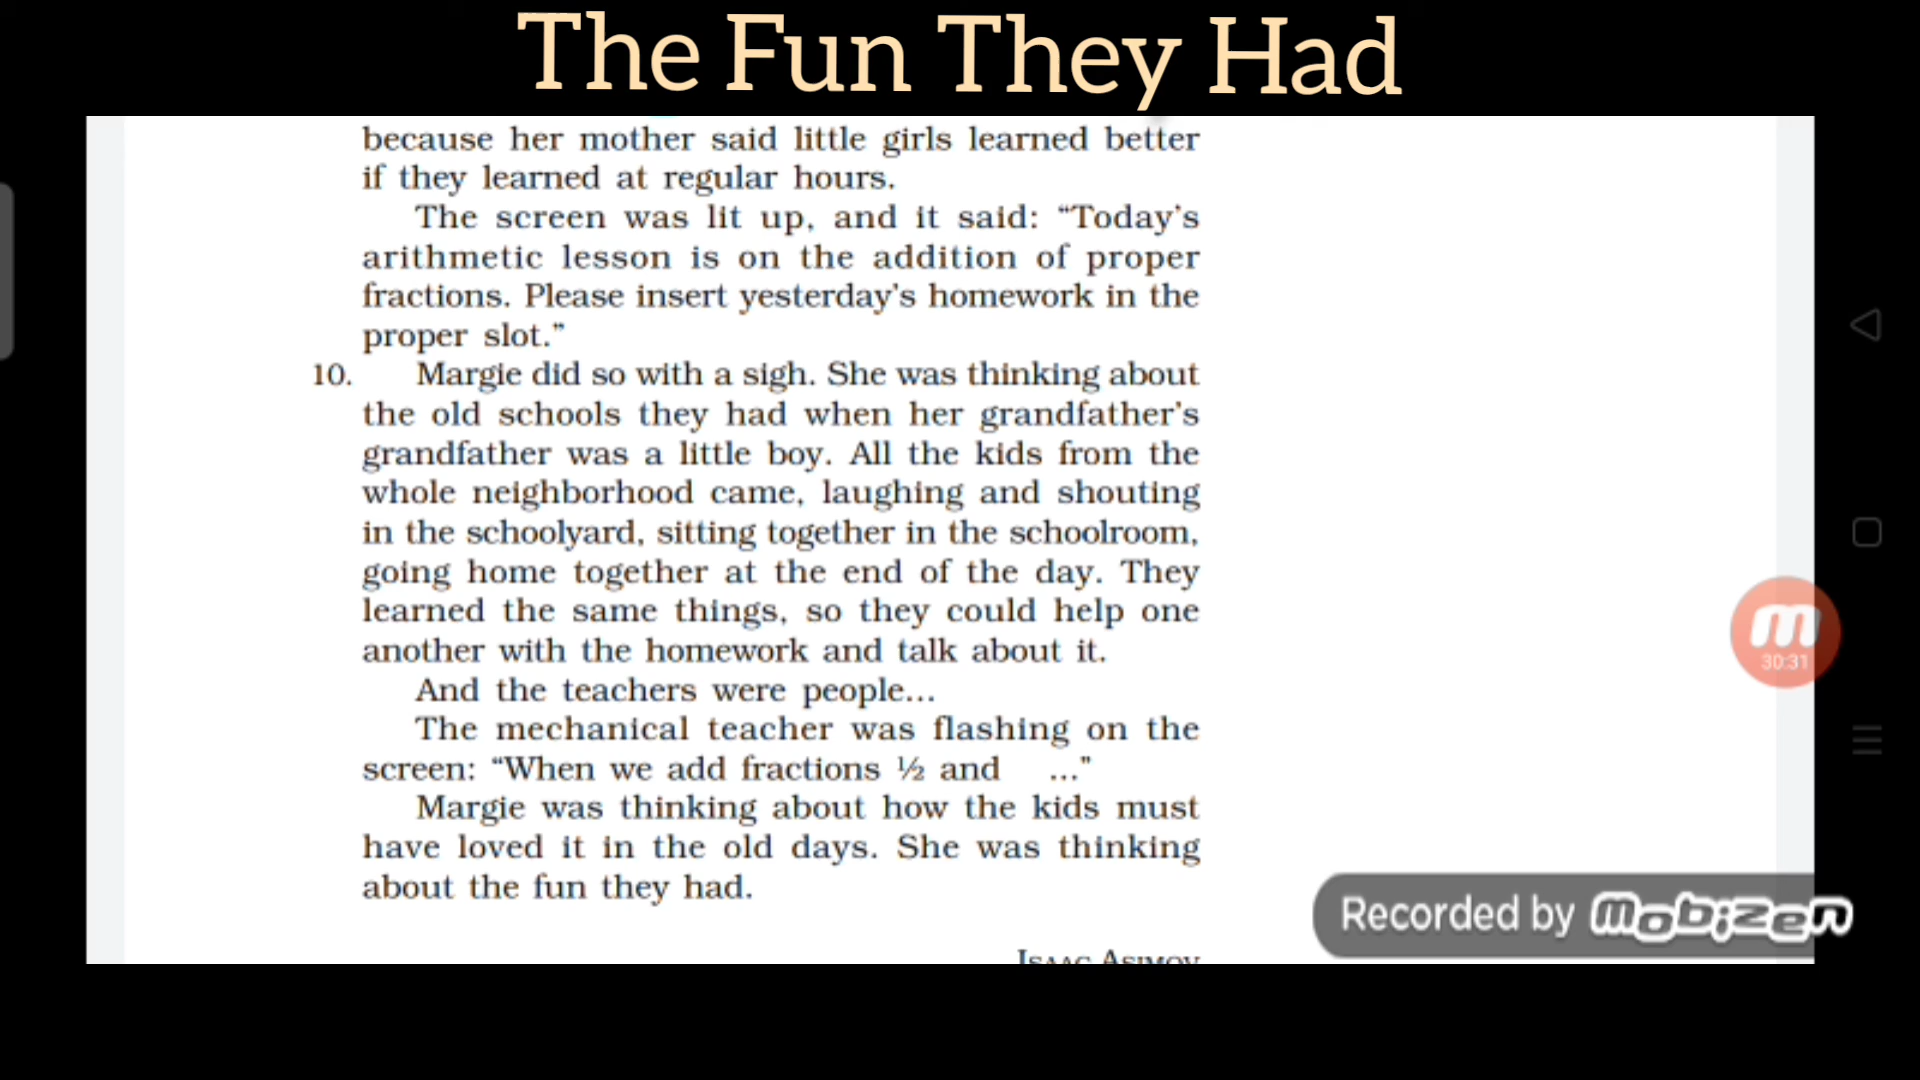 The Fun They Had
because her mother said little girls learned better
if they learned at regular hours.
The screen was lit up, and it said: “Today’s
arithmetic lesson is on the addition of proper
fractions. Please insert yesterday’s homework in the
proper slot.”
10. Margie did so with a sigh. She was thinking about
the old schools they had when her grandfather’s
grandfather was a little boy. All the kids from the
whole neighborhood came, laughing and shouting
in the schoolyard, sitting together in the schoolroom,
going home together at the end of the day. They
learned the same things, so they could help one
another with the homework and talk about it.
And the teachers were people...
The mechanical teacher was flashing on the
screen: “When we add fractions ½ and ...”
Margie was thinking about how the kids must
have loved it in the old days. She was thinking
about the fun they had.
ISAAC ASIMOV
m
30:31
Recorded by mobizen